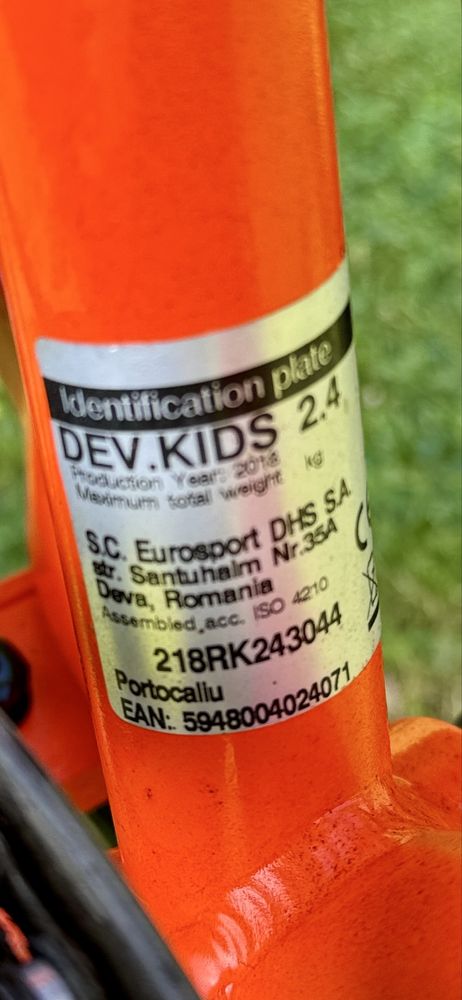 Identification plate
DEV.KIDS 2.4
Production Year: 2018
Maximum total weight kg
S.C. Eurosport DHS S.A.
str. Santuhalm Nr.35A
Deva, Romania
Assembled acc. ISO 4210
218RK243044
Portocaliu
EAN: 5948004024071